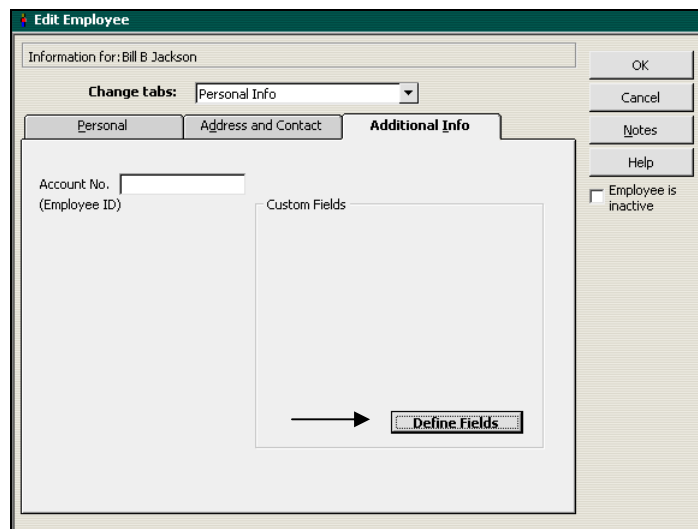 Edit Employee
Information for:Bill B Jackson
Change tabs: Personal Info
Personal
Address and Contact
Additional Info
Account No.
(Employee ID)
Custom Fields
Define Fields
OK
Cancel
Notes
Help
Employee is
inactive